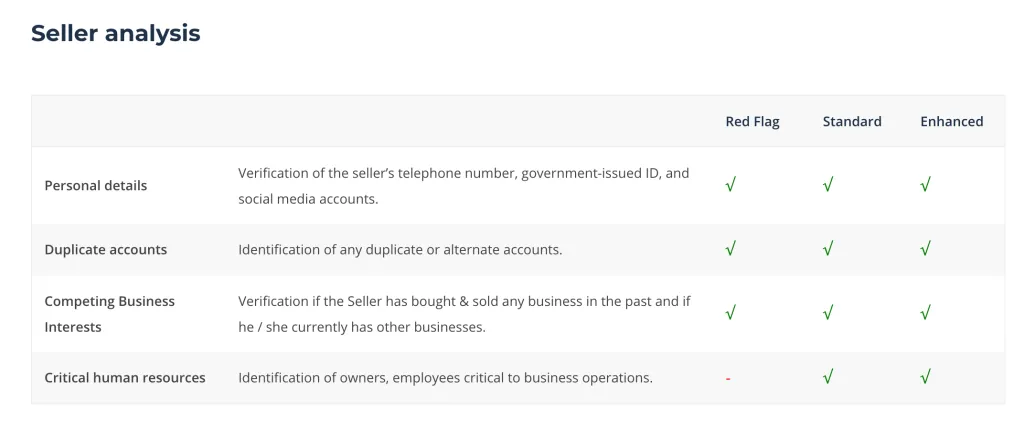 Seller analysis
Red Flag Standard Enhanced
Personal details
Verification of the seller’s telephone number, government-issued ID, and
social media accounts.
√ √ √
Duplicate accounts
Identification of any duplicate or alternate accounts.
√ √ √
Competing Business
Interests
Verification if the Seller has bought & sold any business in the past and if
he / she currently has other businesses.
√ √ √
Critical human resources
Identification of owners, employees critical to business operations.
- √ √